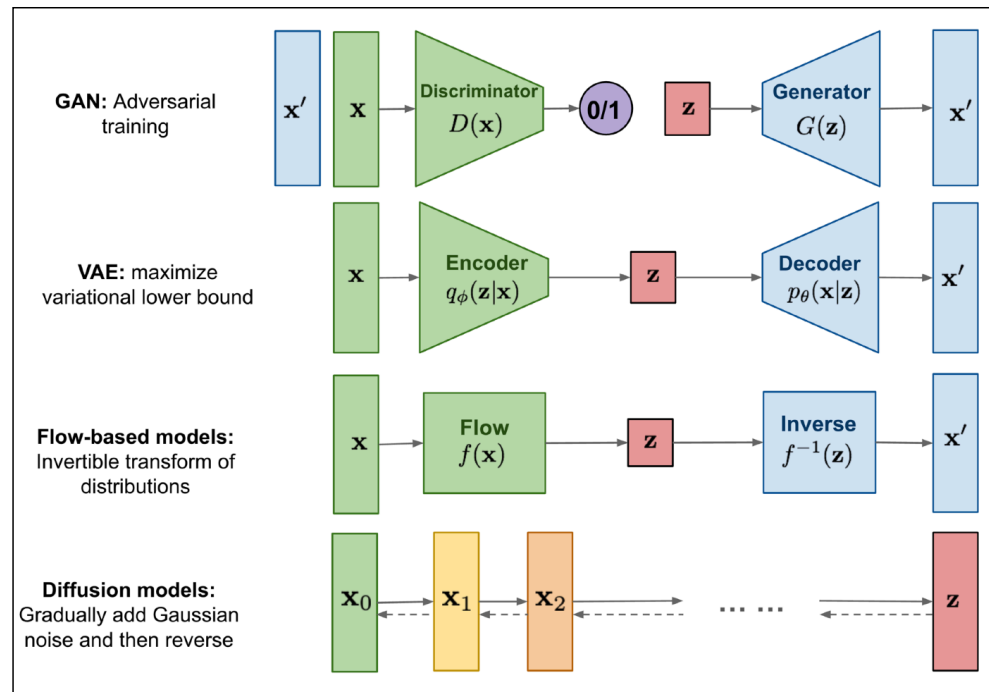 GAN: Adversarial
training
x′
x
Discriminator
D(x)
0/1
z
Generator
G(z)
x′
VAE: maximize
variational lower bound
x
Encoder
qϕ(z|x)
z
Decoder
pθ(x|z)
x′
Flow-based models:
Invertible transform of
distributions
x
Flow
f(x)
z
Inverse
f⁻¹(z)
x′
Diffusion models:
Gradually add Gaussian
noise and then reverse
x₀
x₁
x₂
... ...
z